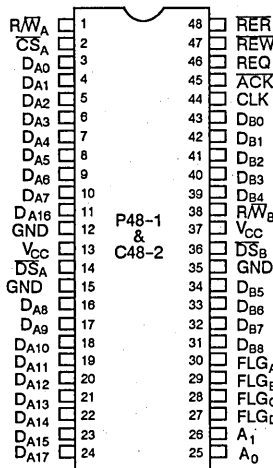 R/W̅A 1 48 R̅E̅R̅
C̅S̅A 2 47 R̅E̅W̅
DA0 3 46 REQ
DA1 4 45 A̅C̅K̅
DA2 5 44 CLK
DA3 6 43 DB0
DA4 7 42 DB1
DA5 8 41 DB2
DA6 9 40 DB3
DA7 10 39 DB4
DA16 11 38 R/W̅B
GND 12 37 VCC
P48-1
&
C48-2
VCC 13 36 D̅S̅B
D̅S̅A 14 35 GND
GND 15 34 DB5
DA8 16 33 DB6
DA9 17 32 DB7
DA10 18 31 DB8
DA11 19 30 FLGA
DA12 20 29 FLGB
DA13 21 28 FLGC
DA14 22 27 FLGD
DA15 23 26 A1
DA17 24 25 A0